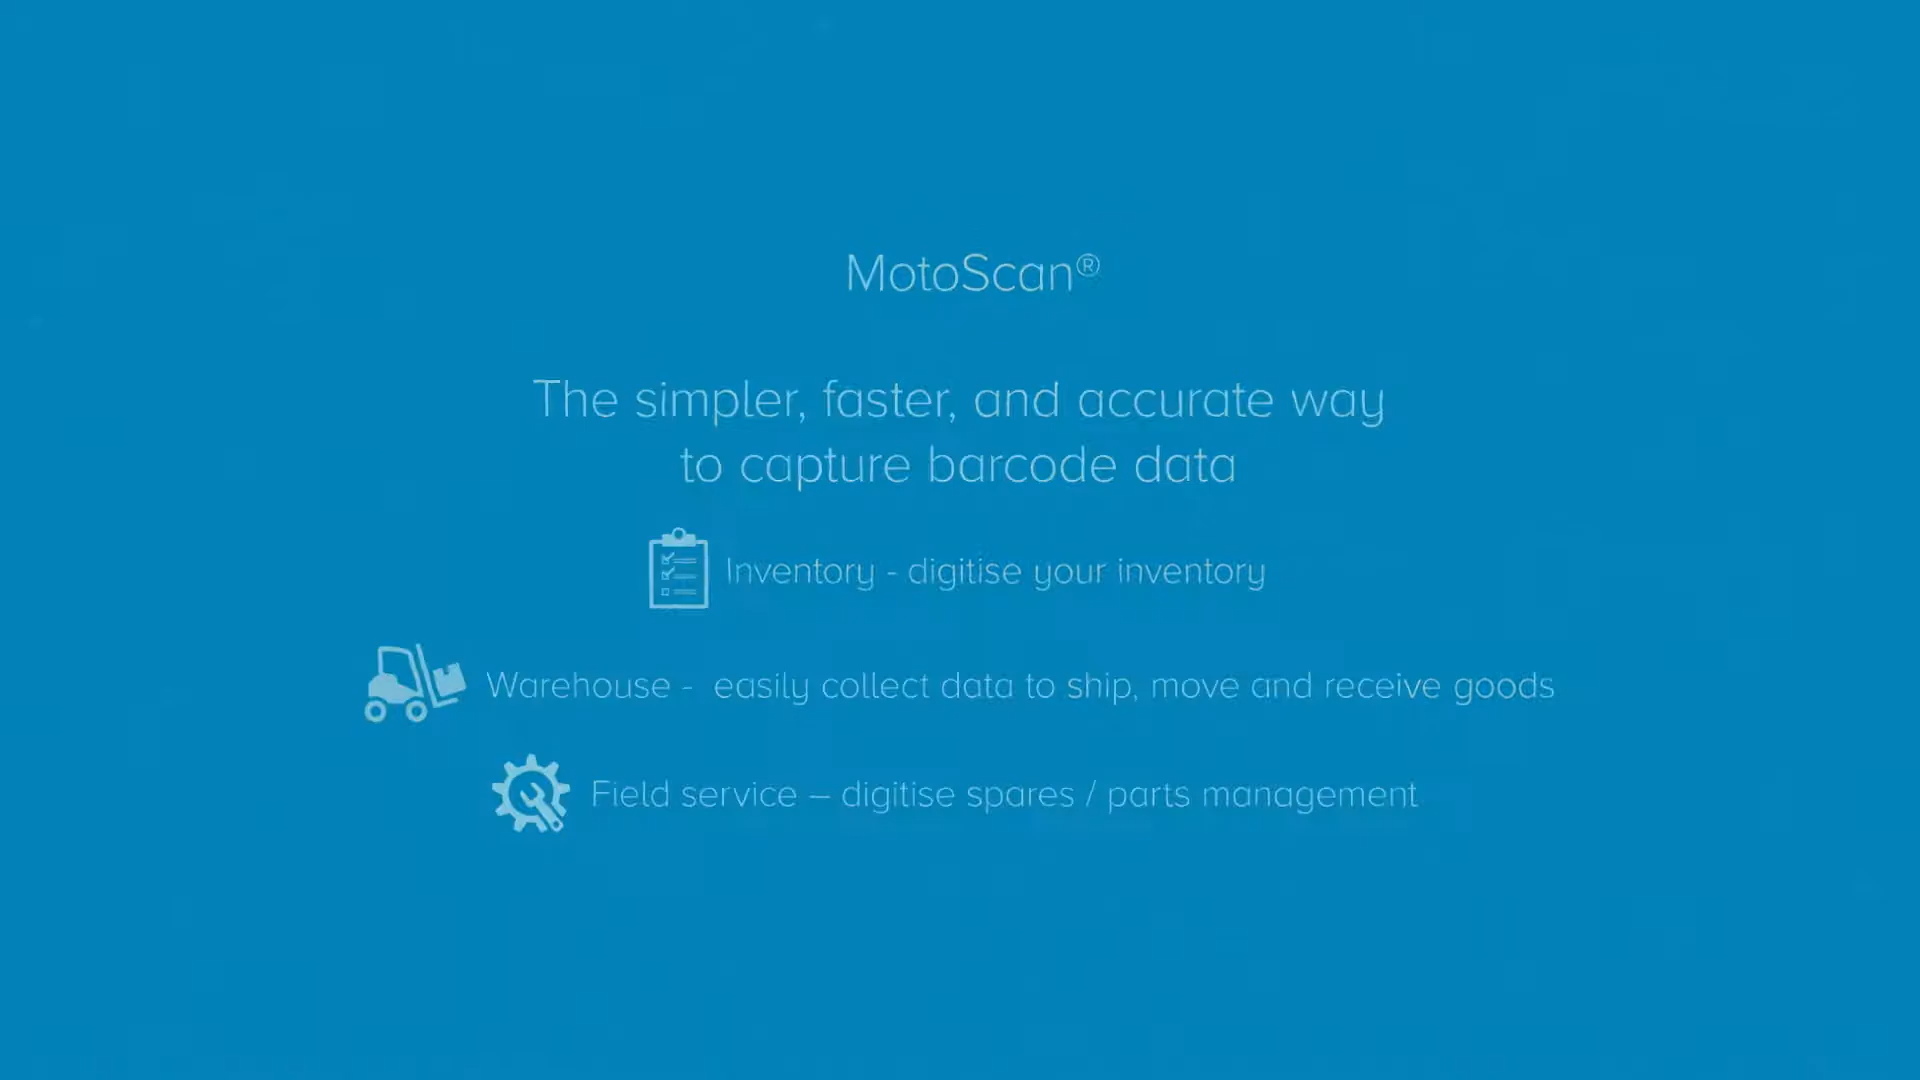 MotoScan®
The simpler, faster, and accurate way
to capture barcode data
Inventory - digitise your inventory
Warehouse - easily collect data to ship, move and receive goods
Field service – digitise spares / parts management